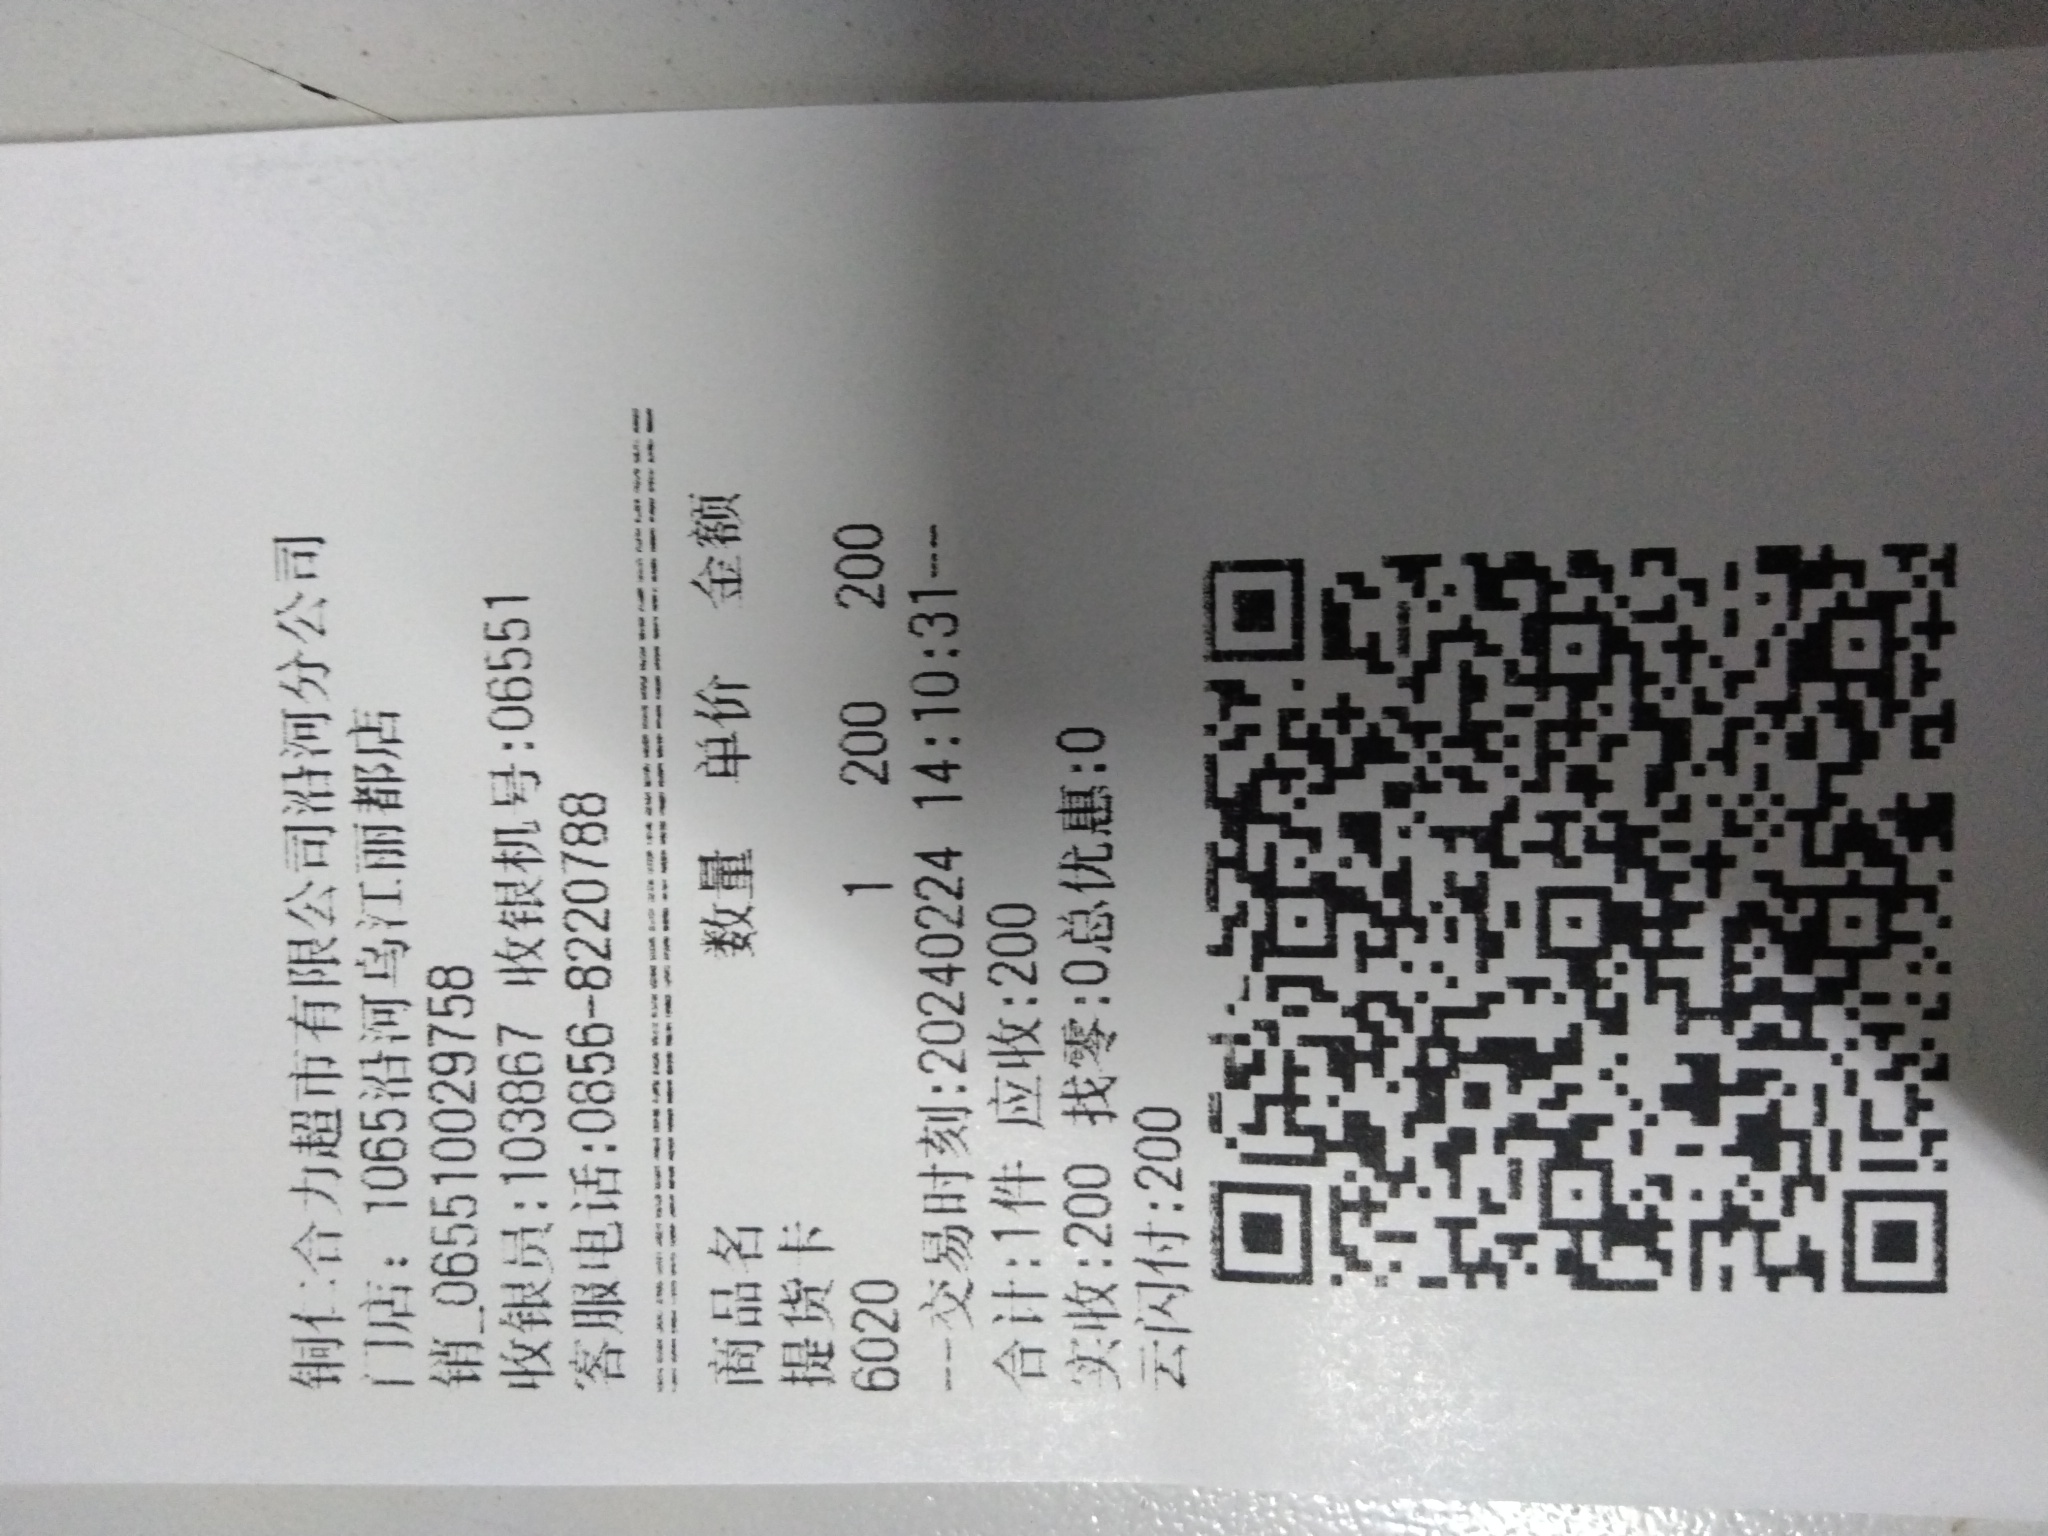 铜仁合力超市有限公司沿河分公司
门店: 1065沿河乌江丽都店
销_065510029758
收银员:103867 收银机号:06551
客服电话:0856-8220788
========================================
商品名 数量 单价 金额
提货卡
6020 1 200 200
--交易时刻:20240224 14:10:31--
合计:1件 应收:200
实收:200 找零:0总优惠:0
云闪付:200